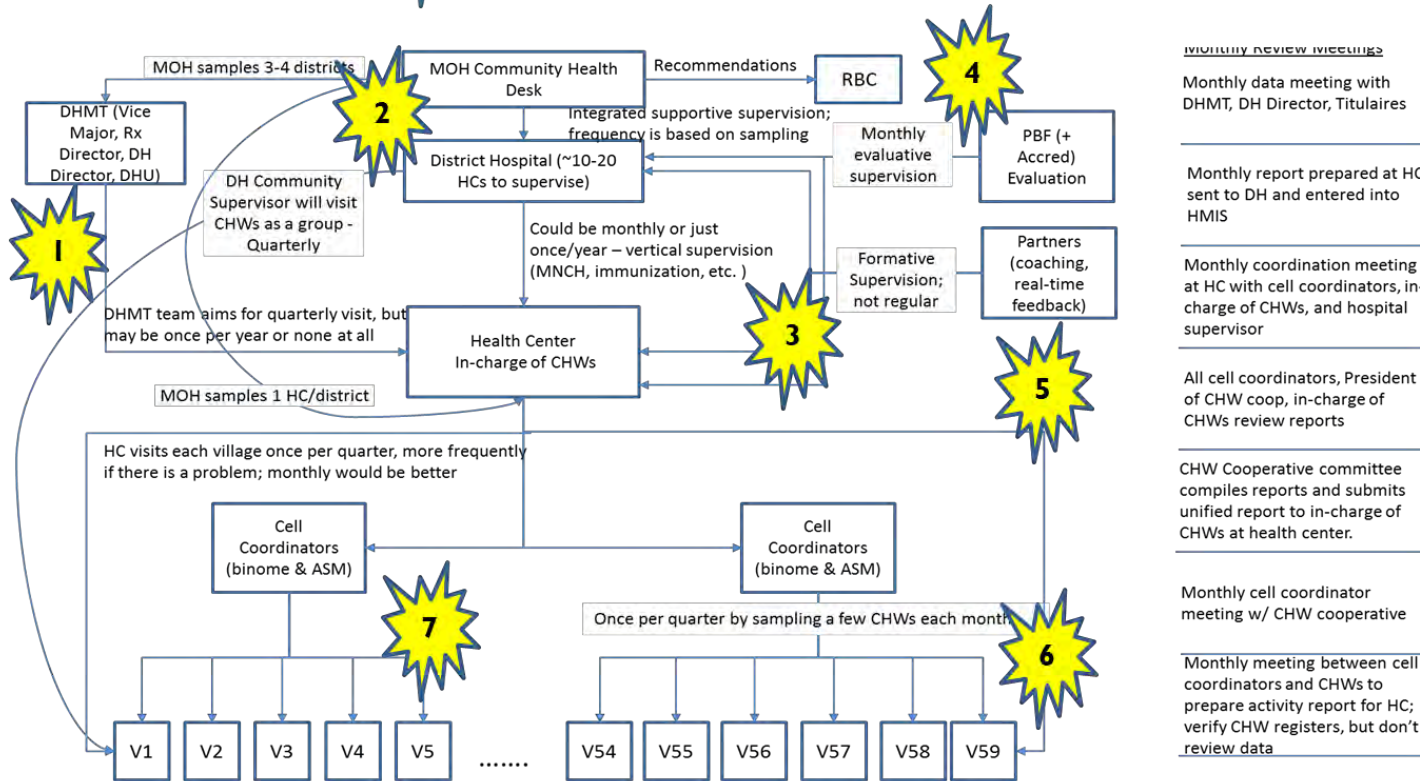 MOH samples 3-4 districts
2
MOH Community Health
Desk
Recommendations
RBC
4
DHMT (Vice
Major, Rx
Director, DH
Director, DHU)
1
Integrated supportive supervision;
frequency is based on sampling
District Hospital (~10-20
HCs to supervise)
Monthly
evaluative
supervision
PBF (+
Accred)
Evaluation
DH Community
Supervisor will visit
CHWs as a group -
Quarterly
Could be monthly or just
once/year – vertical supervision
(MNCH, immunization, etc. )
Formative
Supervision;
not regular
Partners
(coaching,
real-time
feedback)
3
DHMT team aims for quarterly visit, but
may be once per year or none at all
Health Center
In-charge of CHWs
5
MOH samples 1 HC/district
HC visits each village once per quarter, more frequently
if there is a problem; monthly would be better
Cell
Coordinators
(binome & ASM)
Cell
Coordinators
(binome & ASM)
7
Once per quarter by sampling a few CHWs each month
6
V1
V2
V3
V4
V5
.......
V54
V55
V56
V57
V58
V59
Monthly Review Meetings
Monthly data meeting with
DHMT, DH Director, Titulaires
Monthly report prepared at HC
sent to DH and entered into
HMIS
Monthly coordination meeting
at HC with cell coordinators, in-
charge of CHWs, and hospital
supervisor
All cell coordinators, President
of CHW coop, in-charge of
CHWs review reports
CHW Cooperative committee
compiles reports and submits
unified report to in-charge of
CHWs at health center.
Monthly cell coordinator
meeting w/ CHW cooperative
Monthly meeting between cell
coordinators and CHWs to
prepare activity report for HC;
verify CHW registers, but don't
review data